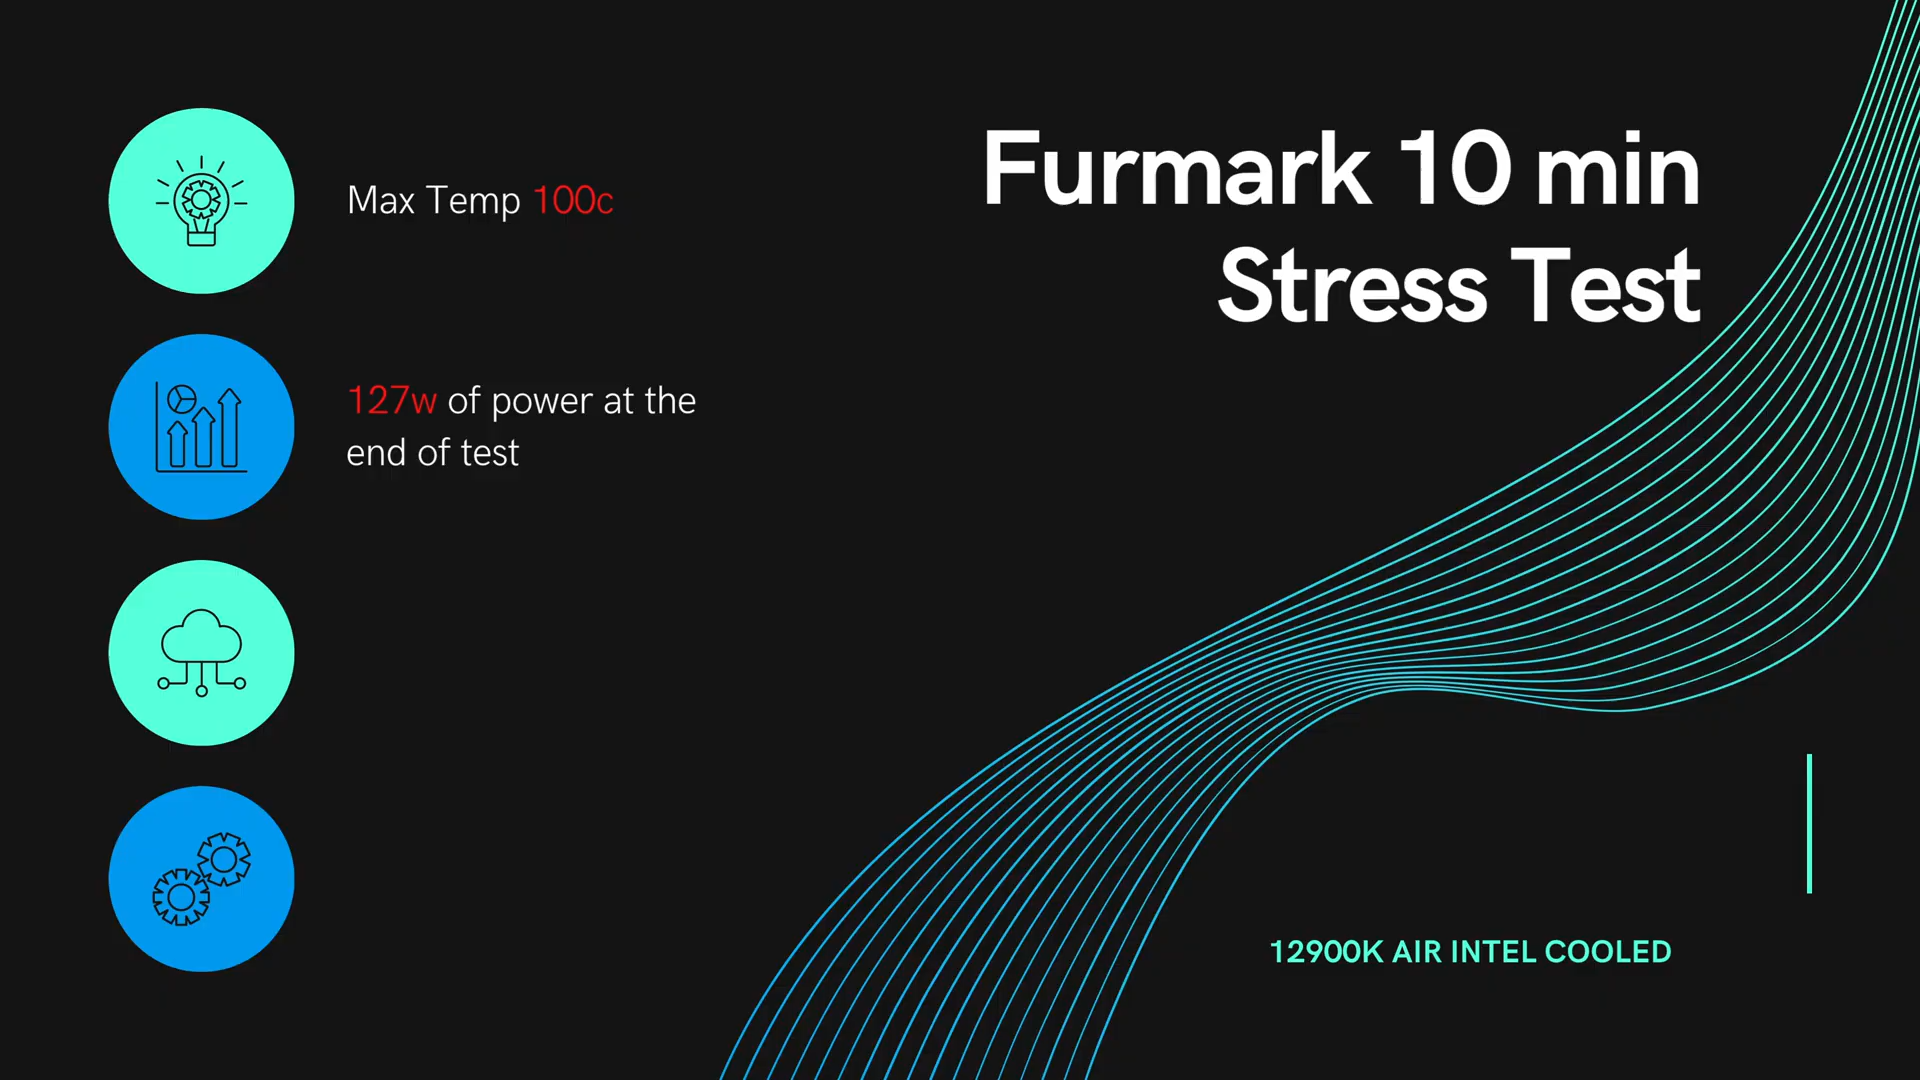 Furmark 10 min
Stress Test
Max Temp 100c
127w of power at the
end of test
12900K AIR INTEL COOLED